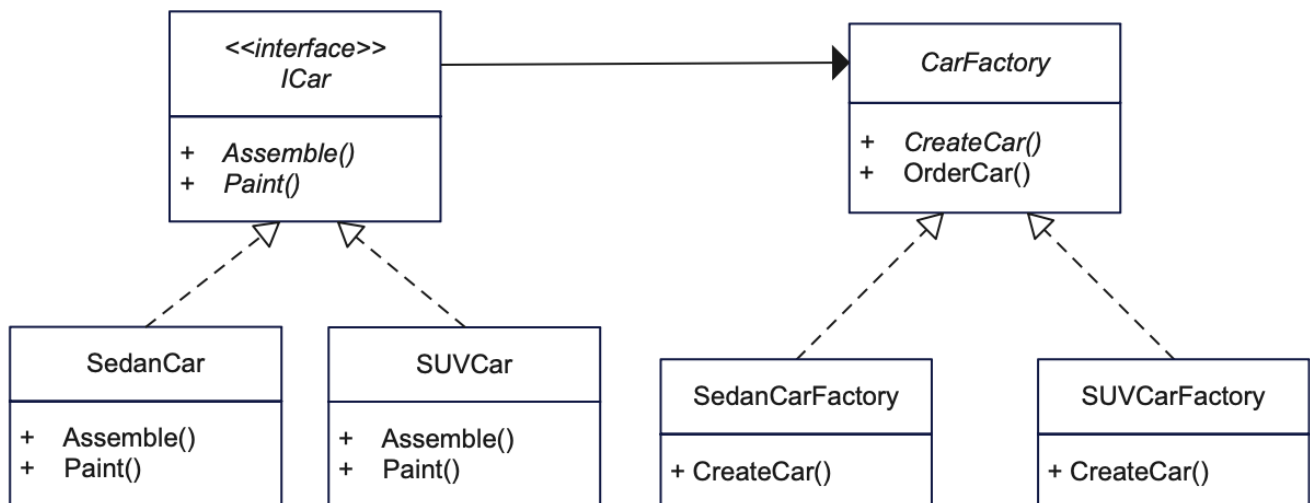 <<interface>>
ICar
+ Assemble()
+ Paint()
CarFactory
+ CreateCar()
+ OrderCar()
SedanCar
+ Assemble()
+ Paint()
SUVCar
+ Assemble()
+ Paint()
SedanCarFactory
+ CreateCar()
SUVCarFactory
+ CreateCar()